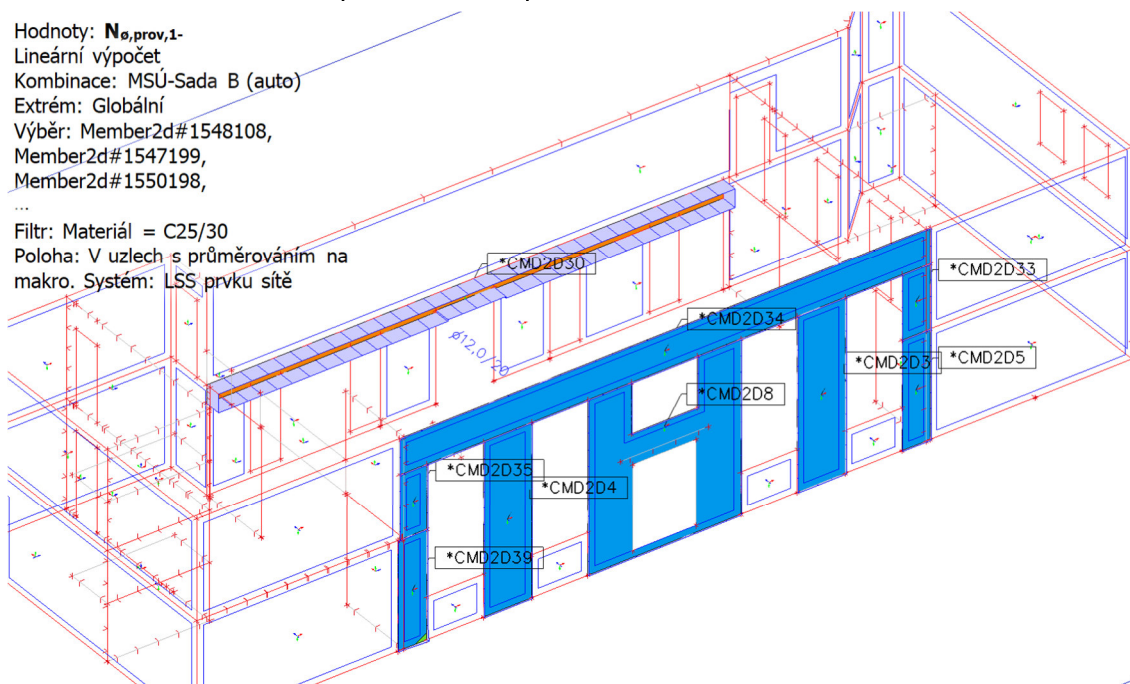 Hodnoty: Nø,prov,1-
Lineární výpočet
Kombinace: MSÚ-Sada B (auto)
Extrém: Globální
Výběr: Member2d#1548108,
Member2d#1547199,
Member2d#1550198,
...
Filtr: Materiál = C25/30
Poloha: V uzlech s průměrováním na
makro. Systém: LSS prvku sítě
*CMD2D30
*CMD2D33
*CMD2D34
ø12,0/20
*CMD2D3
*CMD2D5
*CMD2D8
*CMD2D35
*CMD2D4
*CMD2D39